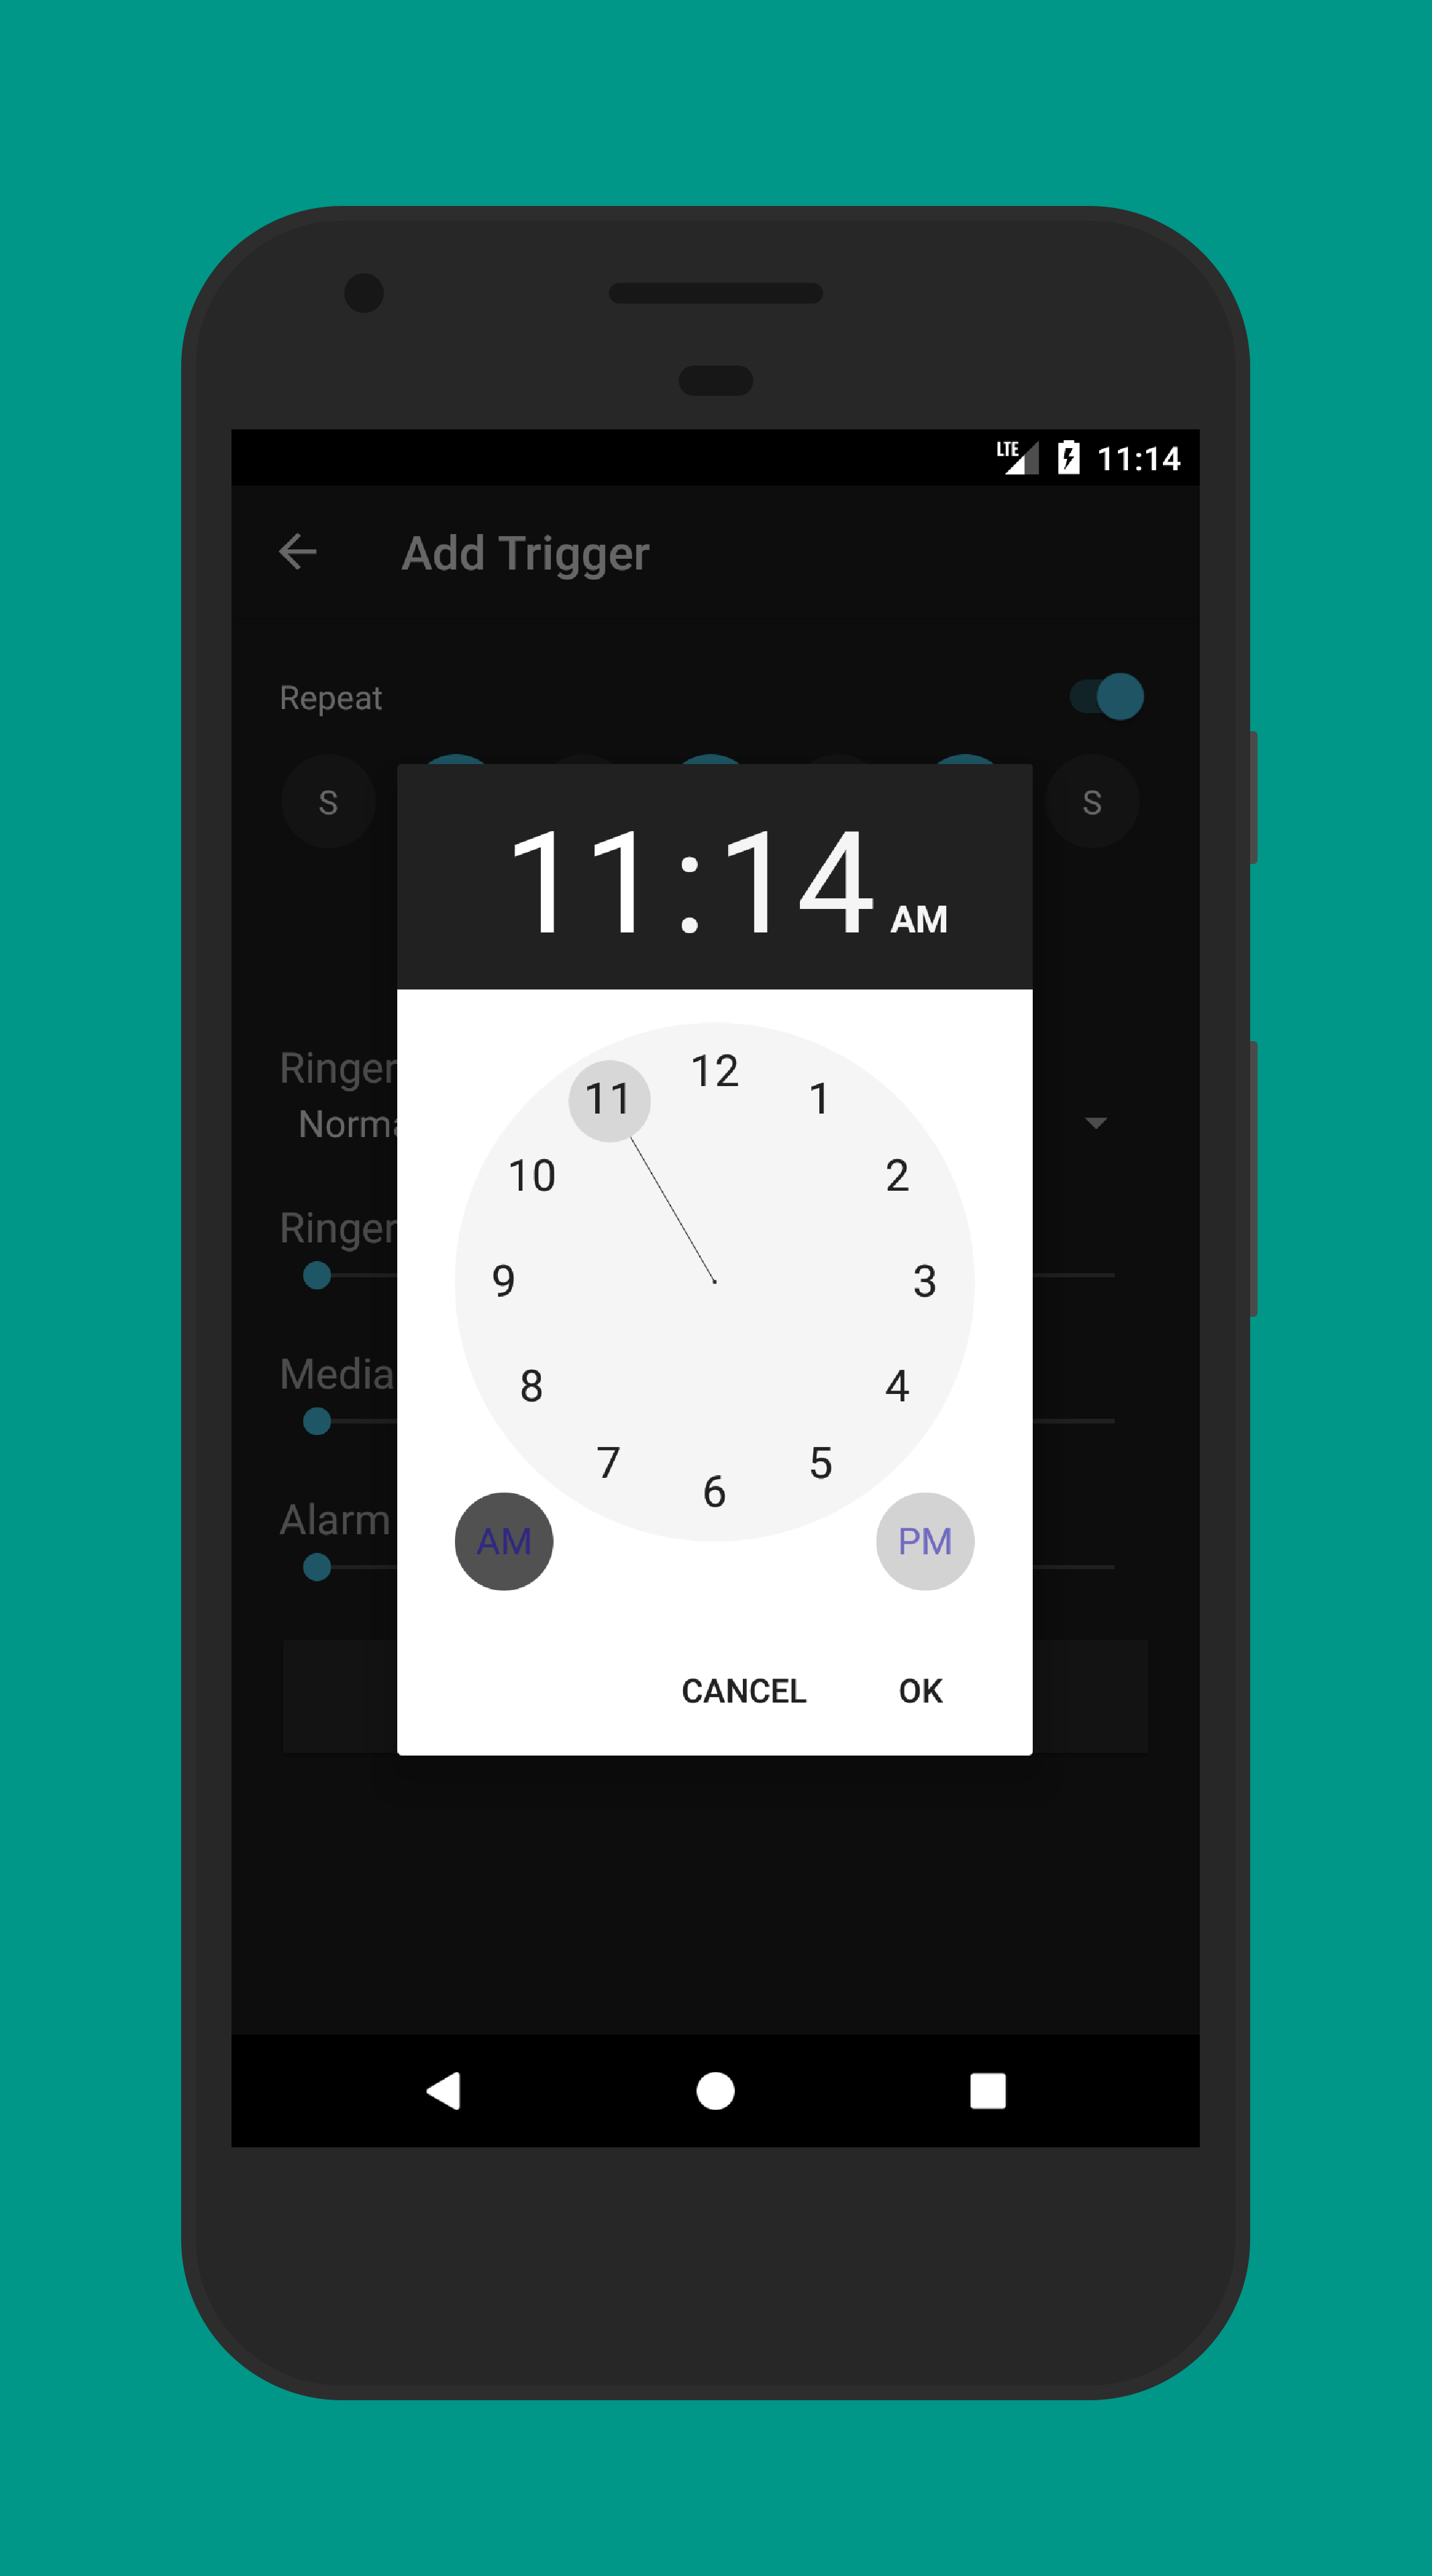 LTE 11:14
Add Trigger
Repeat
S S
11:14 AM
Ringer
12
11 1
10 2
9 3
8 4
7 5
6
Media
Alarm
Ringer
AM PM
CANCEL OK